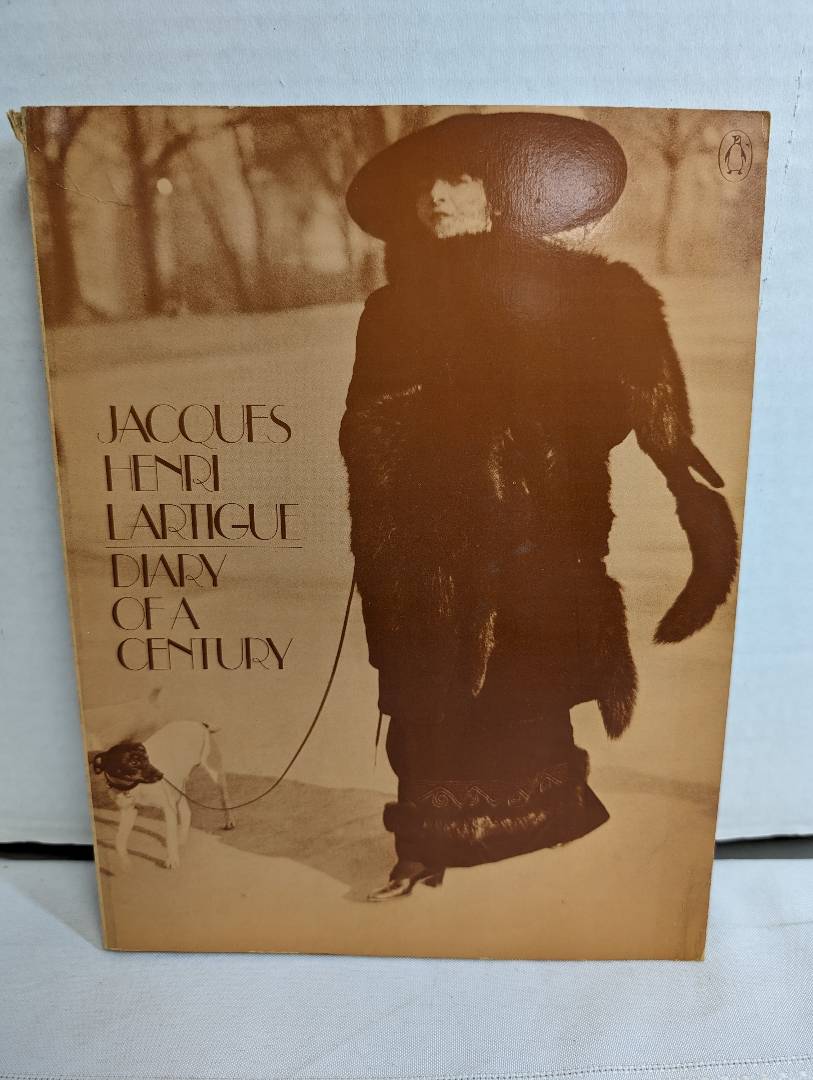 JACQUES
HENRI
LARTIGUE
DIARY
OF A
CENTURY